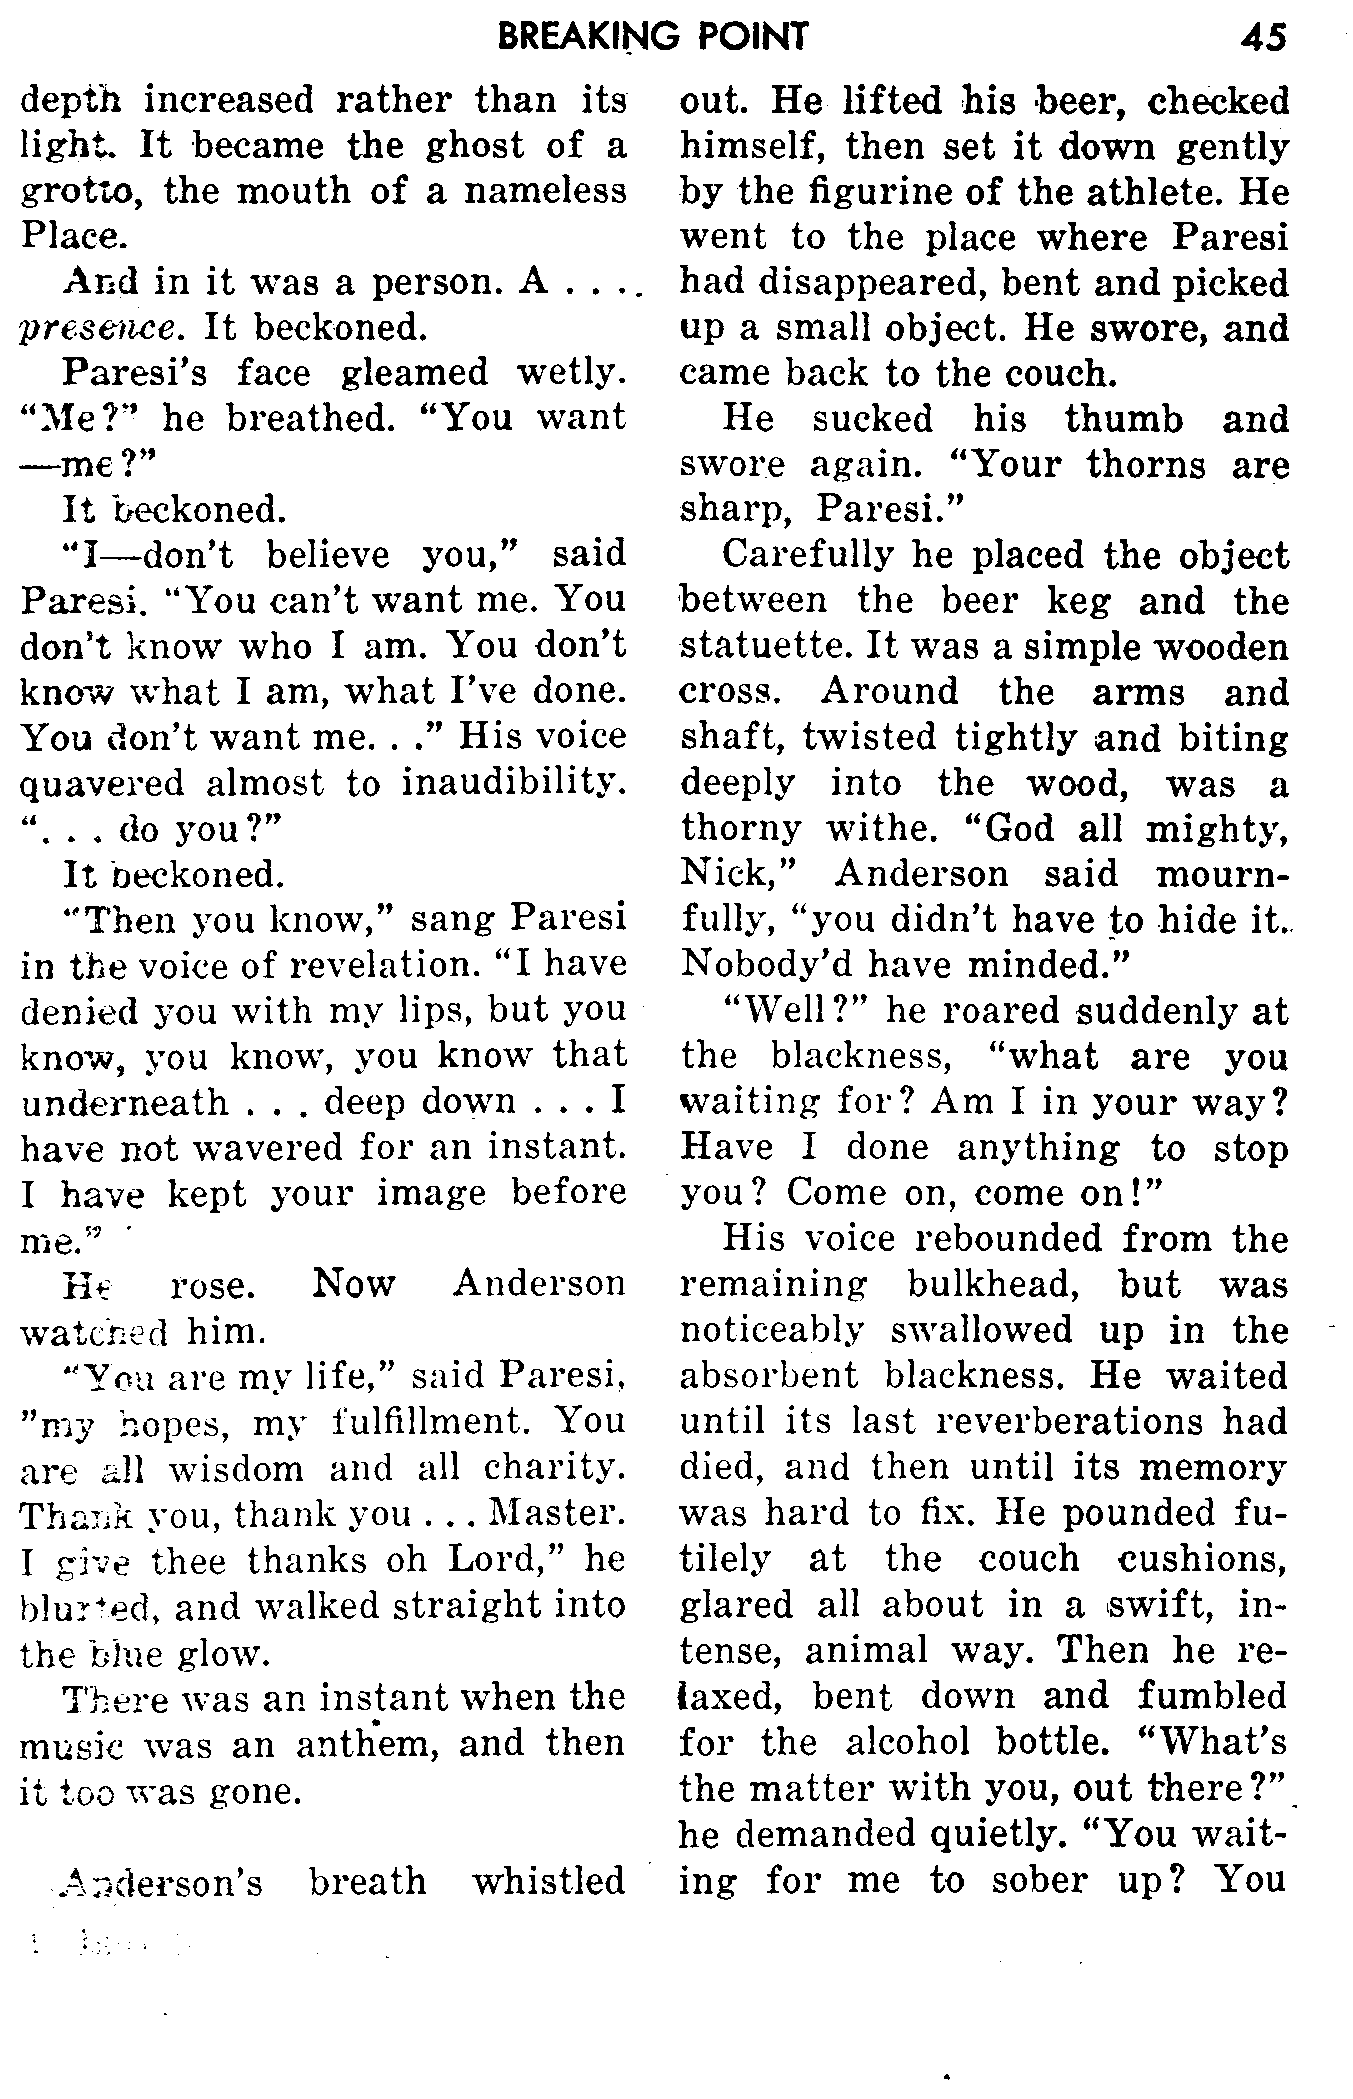 BREAKING POINT 45
depth increased rather than its
light. It became the ghost of a
grotto, the mouth of a nameless
Place.
And in it was a person. A . . . .
presence. It beckoned.
Paresi's face gleamed wetly.
“Me?” he breathed. “You want
—me?”
It beckoned.
“I—don't believe you,” said
Paresi. “You can't want me. You
don't know who I am. You don't
know what I am, what I've done.
You don't want me. . .” His voice
quavered almost to inaudibility.
“. . . do you?”
It beckoned.
“Then you know,” sang Paresi
in the voice of revelation. “I have
denied you with my lips, but you
know, you know, you know that
underneath . . . deep down . . . I
have not wavered for an instant.
I have kept your image before
me.”
He rose. Now Anderson
watched him.
“You are my life,” said Paresi,
”my hopes, my fulfillment. You
are all wisdom and all charity.
Thank you, thank you . . . Master.
I give thee thanks oh Lord,” he
blurted, and walked straight into
the blue glow.
There was an instant when the
music was an anthem, and then
it too was gone.
Anderson's breath whistled
out. He lifted his beer, checked
himself, then set it down gently
by the figurine of the athlete. He
went to the place where Paresi
had disappeared, bent and picked
up a small object. He swore, and
came back to the couch.
He sucked his thumb and
swore again. “Your thorns are
sharp, Paresi.”
Carefully he placed the object
between the beer keg and the
statuette. It was a simple wooden
cross. Around the arms and
shaft, twisted tightly and biting
deeply into the wood, was a
thorny withe. “God all mighty,
Nick,” Anderson said mourn-
fully, “you didn't have to hide it.
Nobody'd have minded.”
“Well?” he roared suddenly at
the blackness, “what are you
waiting for? Am I in your way?
Have I done anything to stop
you? Come on, come on!”
His voice rebounded from the
remaining bulkhead, but was
noticeably swallowed up in the
absorbent blackness. He waited
until its last reverberations had
died, and then until its memory
was hard to fix. He pounded fu-
tilely at the couch cushions,
glared all about in a swift, in-
tense, animal way. Then he re-
laxed, bent down and fumbled
for the alcohol bottle. “What's
the matter with you, out there?”
he demanded quietly. “You wait-
ing for me to sober up? You